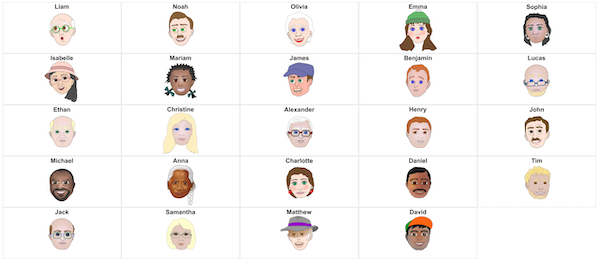 Liam Noah Olivia Emma Sophia
Isabelle Mariam James Benjamin Lucas
Ethan Christine Alexander Henry John
Michael Anna Charlotte Daniel Tim
Jack Samantha Matthew David